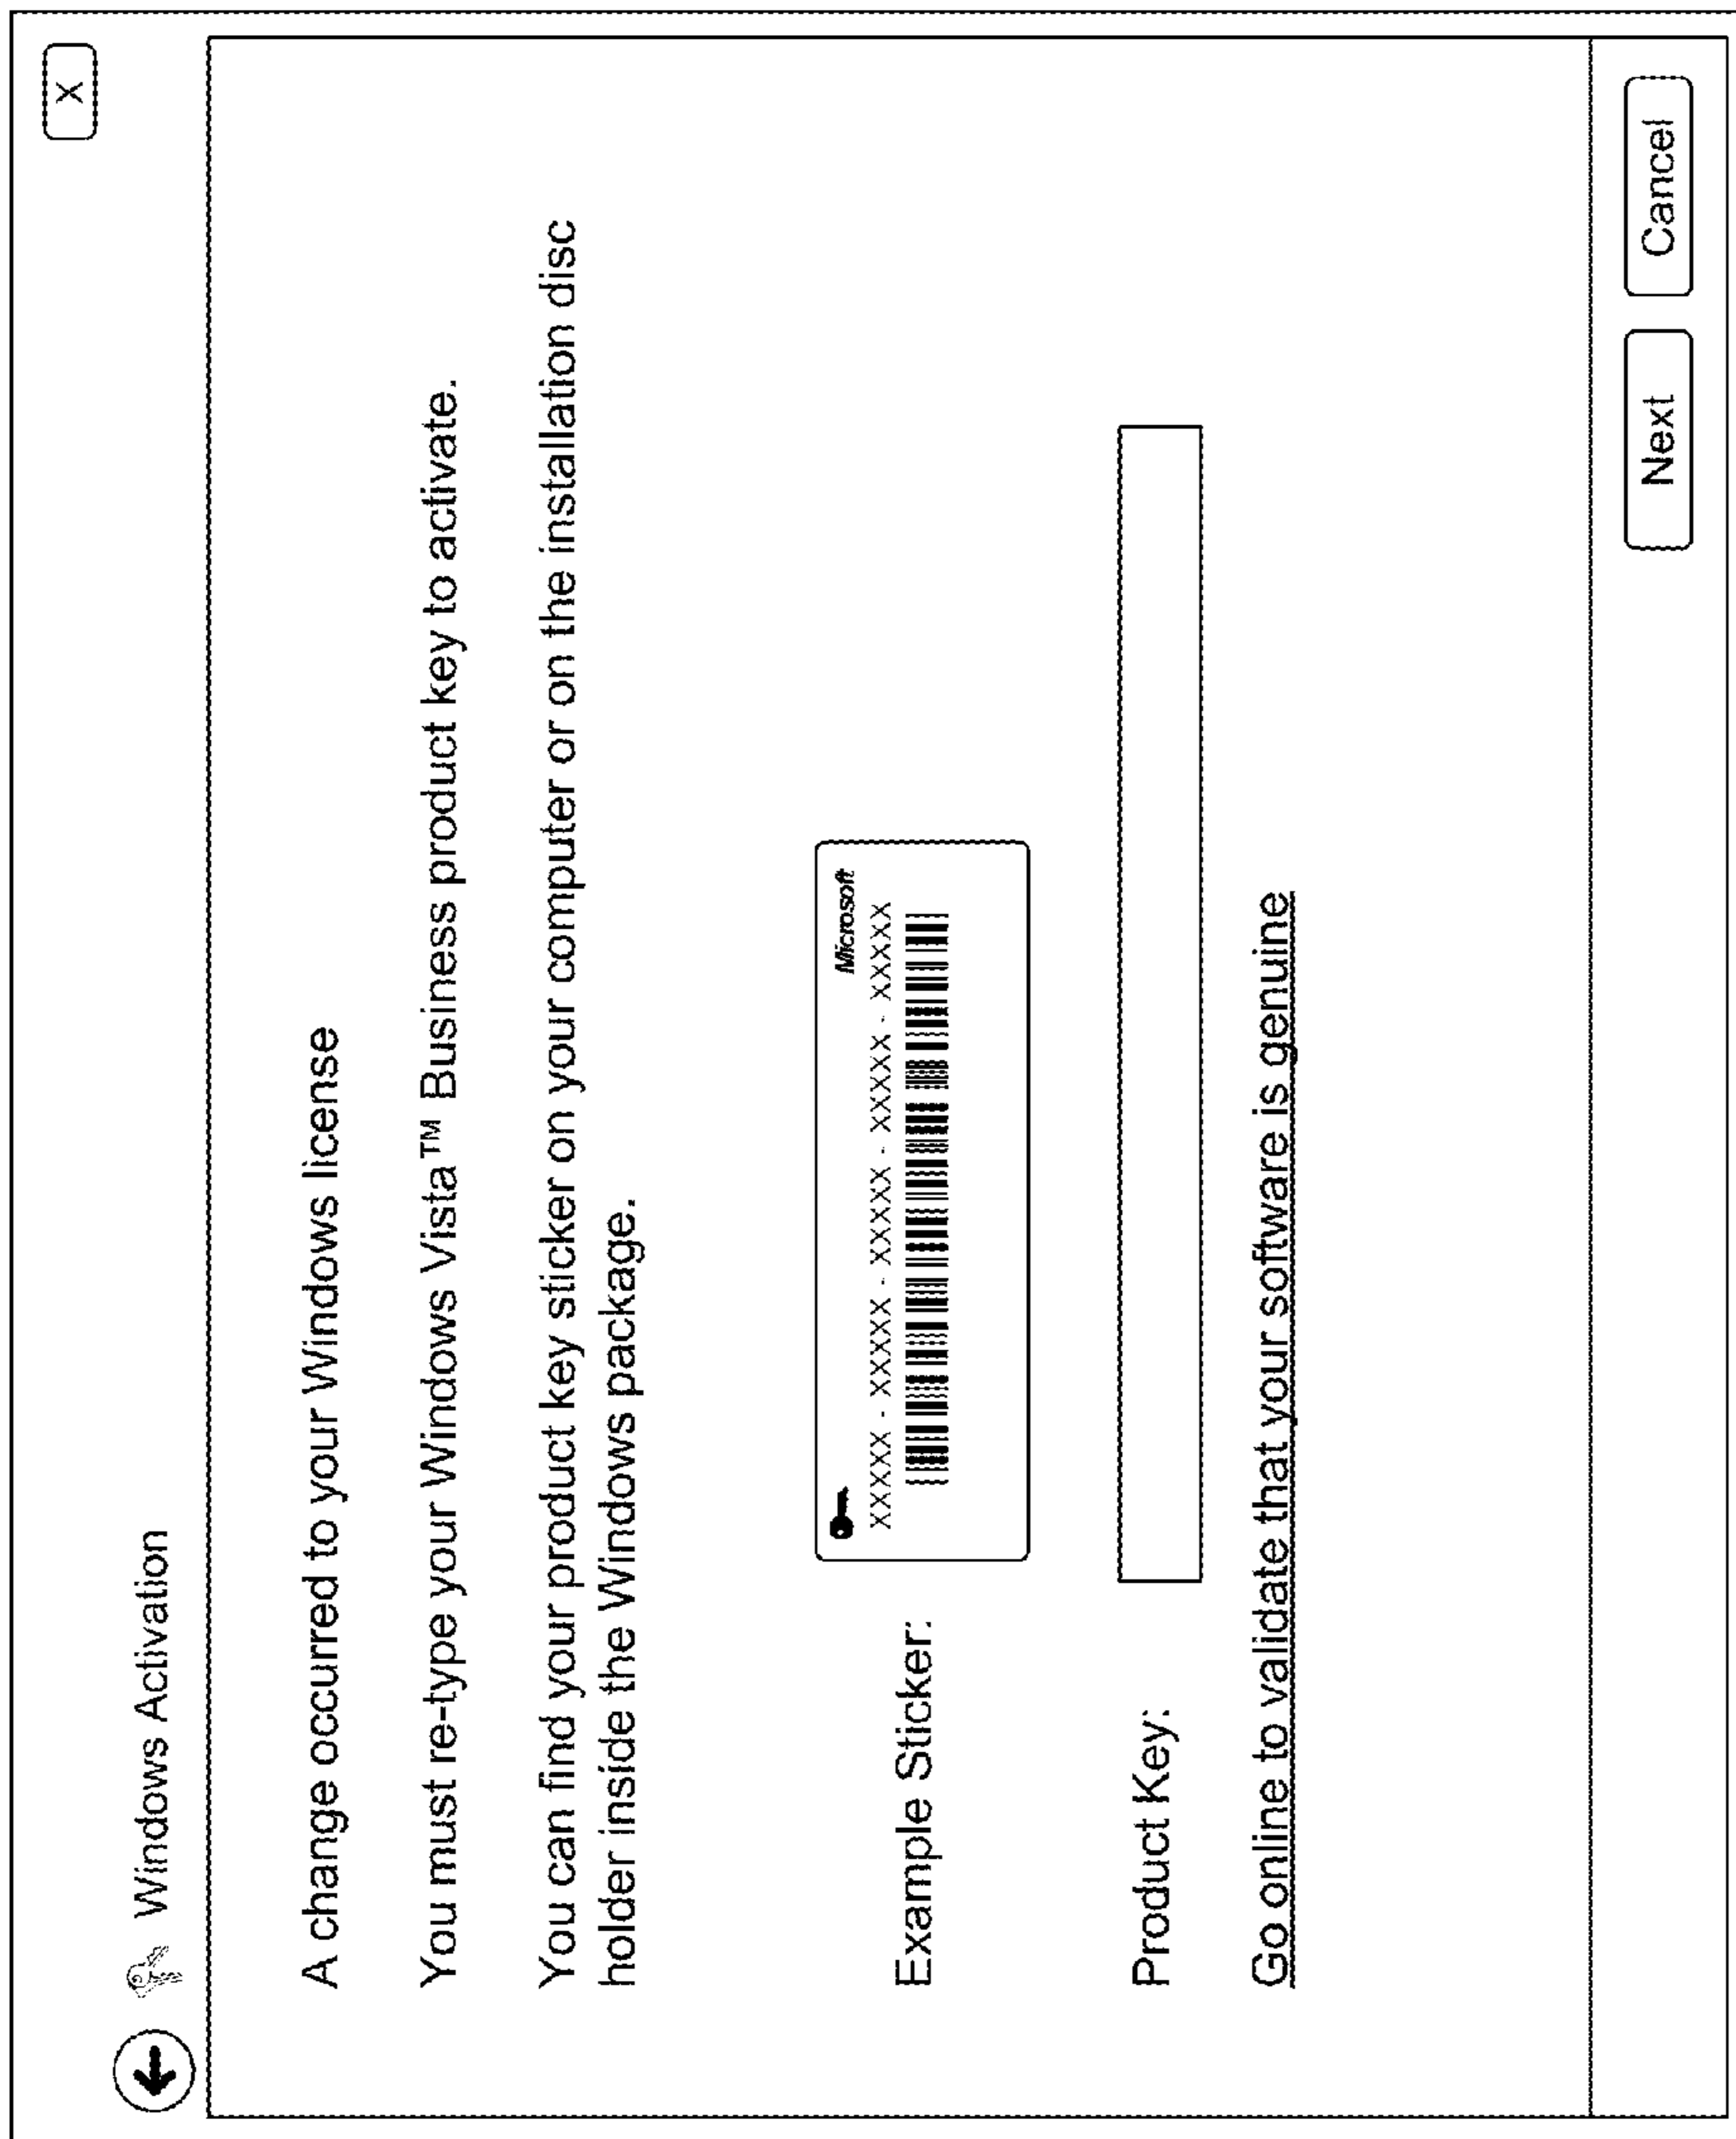 X
Windows Activation
A change occurred to your Windows license
You must re-type your Windows Vista™ Business product key to activate.
You can find your product key sticker on your computer or on the installation disc
holder inside the Windows package.
Microsoft
XXXXX - XXXXX - XXXXX - XXXXX - XXXXX
Example Sticker:
Product Key:
Go online to validate that your software is genuine
Next
Cancel